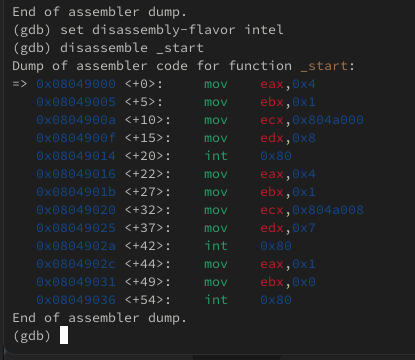 End of assembler dump.
(gdb) set disassembly-flavor intel
(gdb) disassemble _start
Dump of assembler code for function _start:
=> 0x08049000 <+0>:     mov    eax,0x4
   0x08049005 <+5>:     mov    ebx,0x1
   0x0804900a <+10>:    mov    ecx,0x804a000
   0x0804900f <+15>:    mov    edx,0x8
   0x08049014 <+20>:    int    0x80
   0x08049016 <+22>:    mov    eax,0x4
   0x0804901b <+27>:    mov    ebx,0x1
   0x08049020 <+32>:    mov    ecx,0x804a008
   0x08049025 <+37>:    mov    edx,0x7
   0x0804902a <+42>:    int    0x80
   0x0804902c <+44>:    mov    eax,0x1
   0x08049031 <+49>:    mov    ebx,0x0
   0x08049036 <+54>:    int    0x80
End of assembler dump.
(gdb)